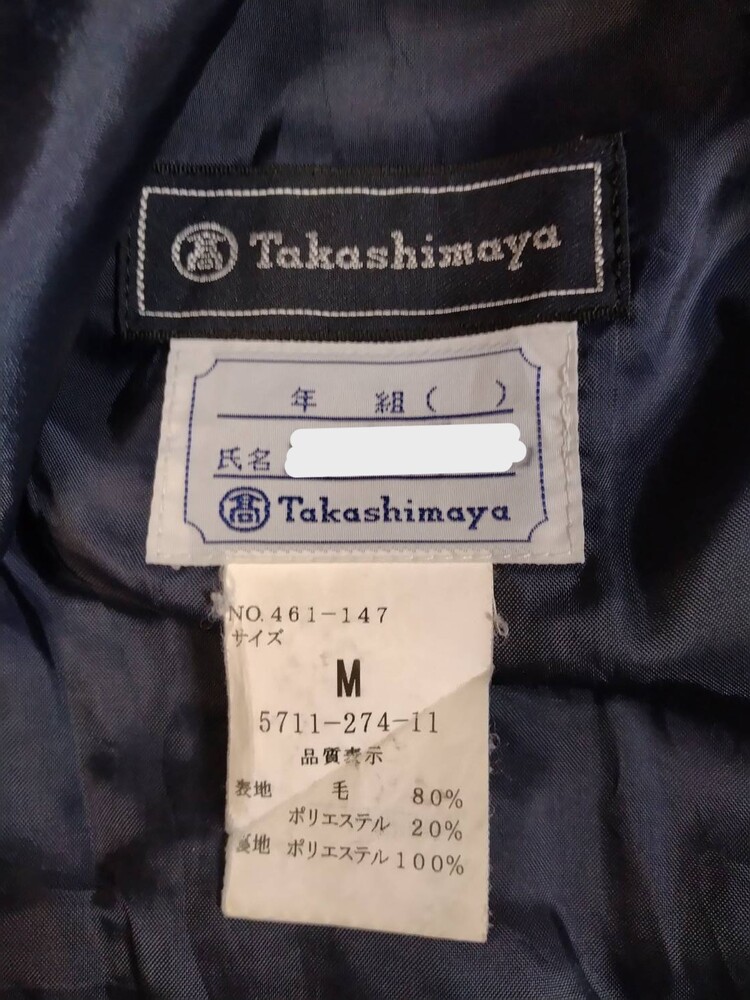 髙 Takashimaya
年 組( )
氏名
髙 Takashimaya
NO.461-147
サイズ
M
5711-274-11
品質表示
表地 毛 80%
ポリエステル 20%
裏地 ポリエステル 100%